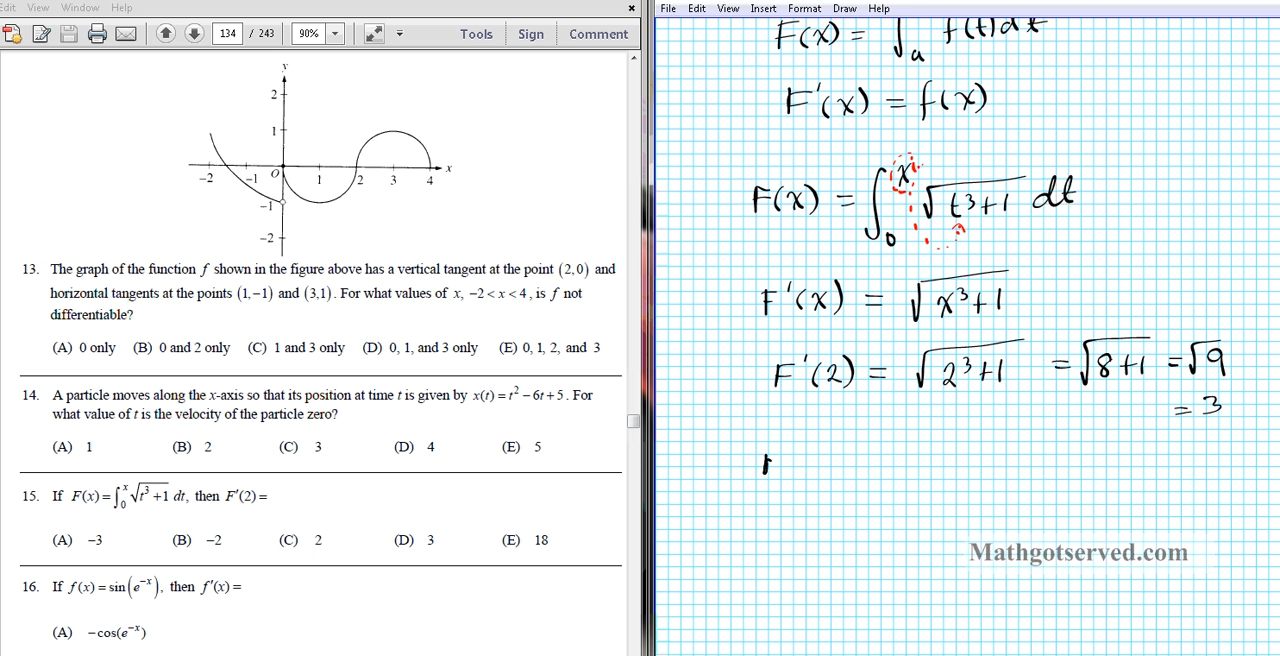 Edit View Window Help
134 / 243 90% Tools Sign Comment
y
2
1
-2 -1 O 1 2 3 4 x
-1
-2
13. The graph of the function f shown in the figure above has a vertical tangent at the point (2,0) and
horizontal tangents at the points (1,−1) and (3,1). For what values of x, −2 < x < 4, is f not
differentiable?
(A) 0 only (B) 0 and 2 only (C) 1 and 3 only (D) 0, 1, and 3 only (E) 0, 1, 2, and 3
14. A particle moves along the x-axis so that its position at time t is given by x(t) = t² − 6t + 5. For
what value of t is the velocity of the particle zero?
(A) 1 (B) 2 (C) 3 (D) 4 (E) 5
15. If F(x) = ∫₀ˣ √(t³ +1) dt, then F′(2) =
(A) −3 (B) −2 (C) 2 (D) 3 (E) 18
16. If f(x) = sin(e⁻ˣ), then f′(x) =
(A) −cos(e⁻ˣ)
File Edit View Insert Format Draw Help
F(x) = ∫ₐ f(t)dt
F'(x) = f(x)
F(x) = ∫₀ˣ √(t³+1) dt
F'(x) = √(x³+1)
F'(2) = √(2³+1) = √(8+1) = √9
= 3
Mathgotserved.com